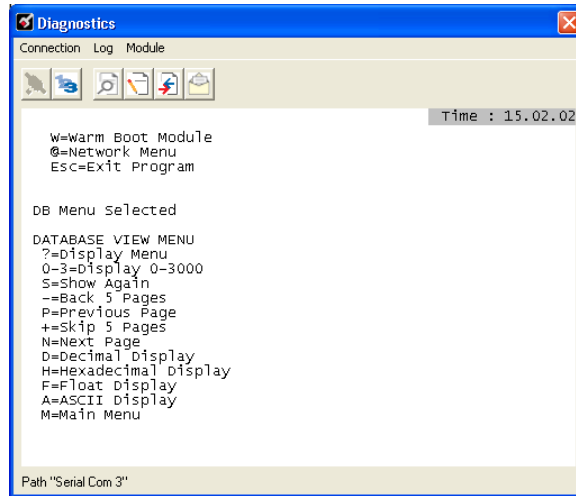 Diagnostics
Connection Log Module
Time : 15.02.02
W=Warm Boot Module
@=Network Menu
Esc=Exit Program
DB Menu Selected
DATABASE VIEW MENU
?=Display Menu
0-3=Display 0-3000
S=Show Again
-=Back 5 Pages
P=Previous Page
+=Skip 5 Pages
N=Next Page
D=Decimal Display
H=Hexadecimal Display
F=Float Display
A=ASCII Display
M=Main Menu
Path "Serial Com 3"